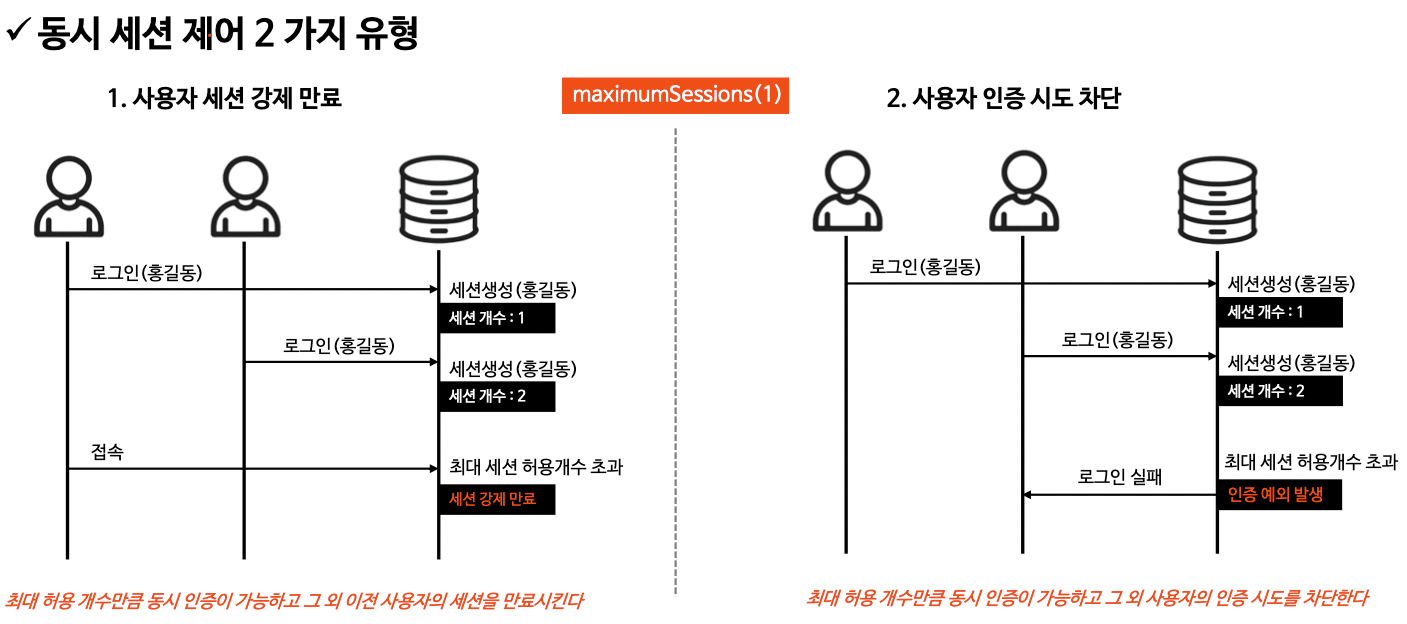 ✓ 동시 세션 제어 2 가지 유형
maximumSessions(1)
1. 사용자 세션 강제 만료
로그인(홍길동)
세션생성(홍길동)
세션 개수 : 1
로그인(홍길동)
세션생성(홍길동)
세션 개수 : 2
접속
최대 세션 허용개수 초과
세션 강제 만료
최대 허용 개수만큼 동시 인증이 가능하고 그 외 이전 사용자의 세션을 만료시킨다
2. 사용자 인증 시도 차단
로그인(홍길동)
세션생성(홍길동)
세션 개수 : 1
로그인(홍길동)
세션생성(홍길동)
세션 개수 : 2
최대 세션 허용개수 초과
로그인 실패
인증 예외 발생
최대 허용 개수만큼 동시 인증이 가능하고 그 외 사용자의 인증 시도를 차단한다